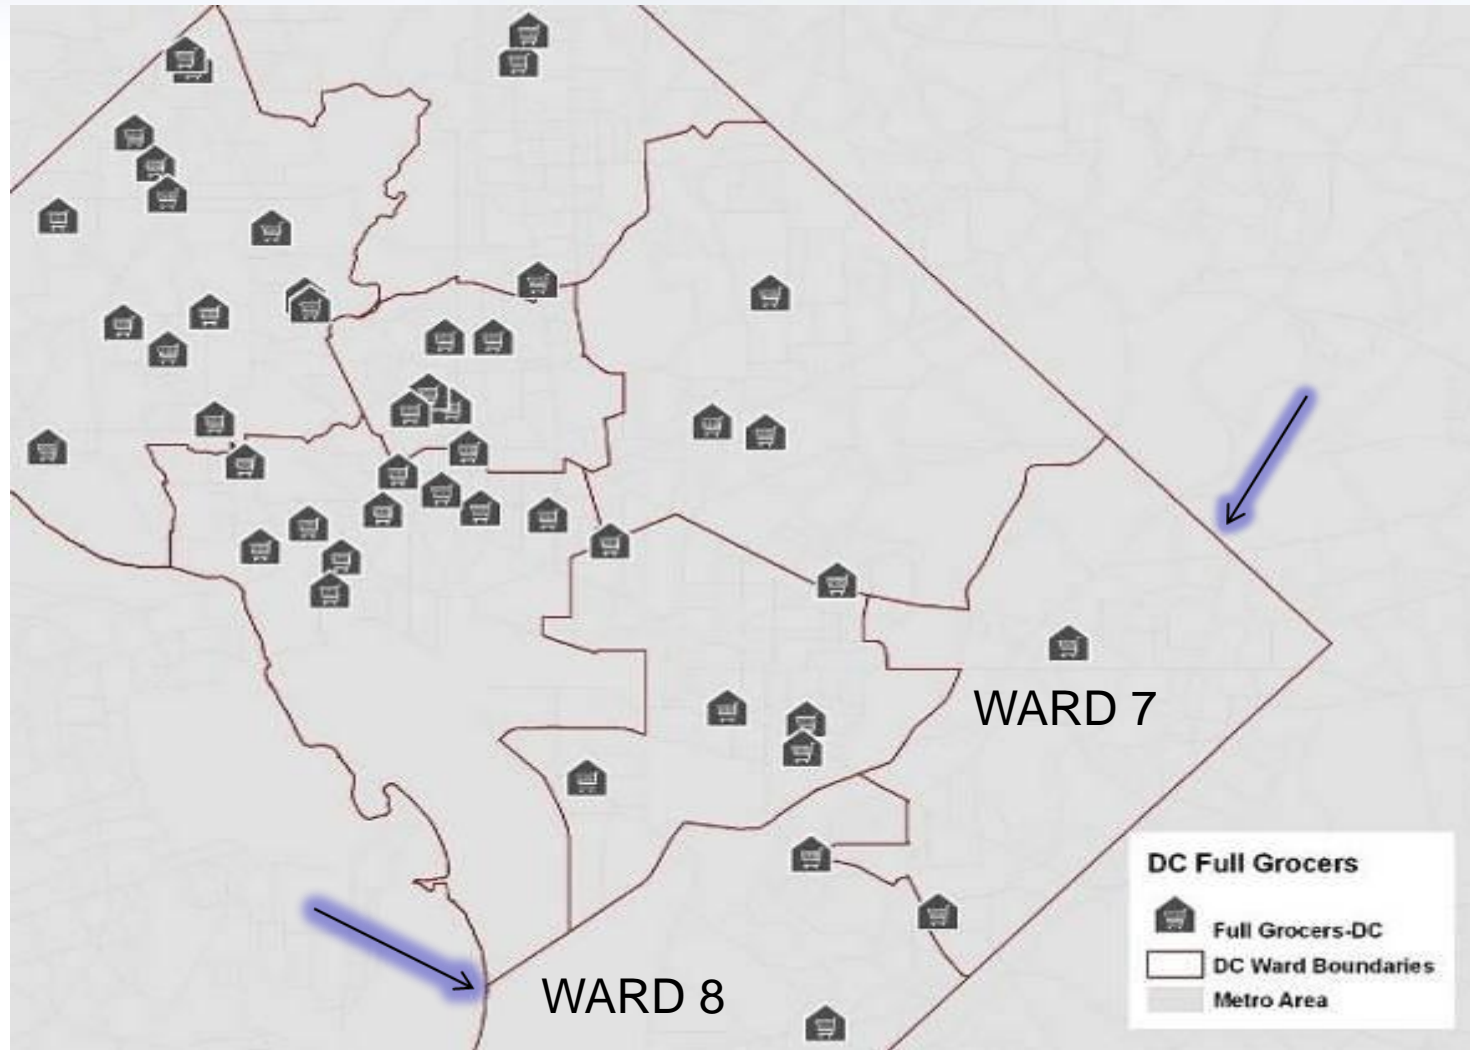 WARD 7
WARD 8
DC Full Grocers
Full Grocers-DC
DC Ward Boundaries
Metro Area